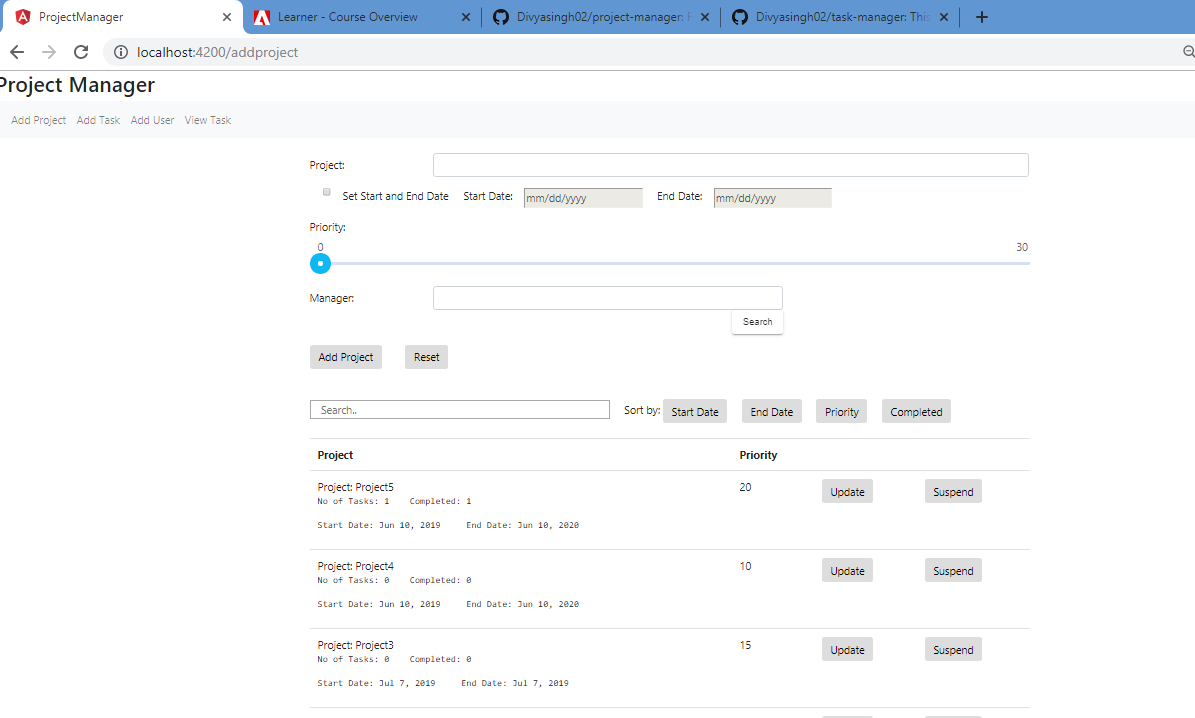 ProjectManager
Learner - Course Overview
Divyasingh02/project-manager:
Divyasingh02/task-manager: This
localhost:4200/addproject
Project Manager
Add Project Add Task Add User View Task
Project:
Set Start and End Date Start Date: mm/dd/yyyy End Date: mm/dd/yyyy
Priority:
0 30
Manager:
Search
Add Project Reset
Search.. Sort by: Start Date End Date Priority Completed
Project Priority
Project: Project5 20 Update Suspend
No of Tasks: 1 Completed: 1
Start Date: Jun 10, 2019 End Date: Jun 10, 2020
Project: Project4 10 Update Suspend
No of Tasks: 0 Completed: 0
Start Date: Jun 10, 2019 End Date: Jun 10, 2020
Project: Project3 15 Update Suspend
No of Tasks: 0 Completed: 0
Start Date: Jul 7, 2019 End Date: Jul 7, 2019